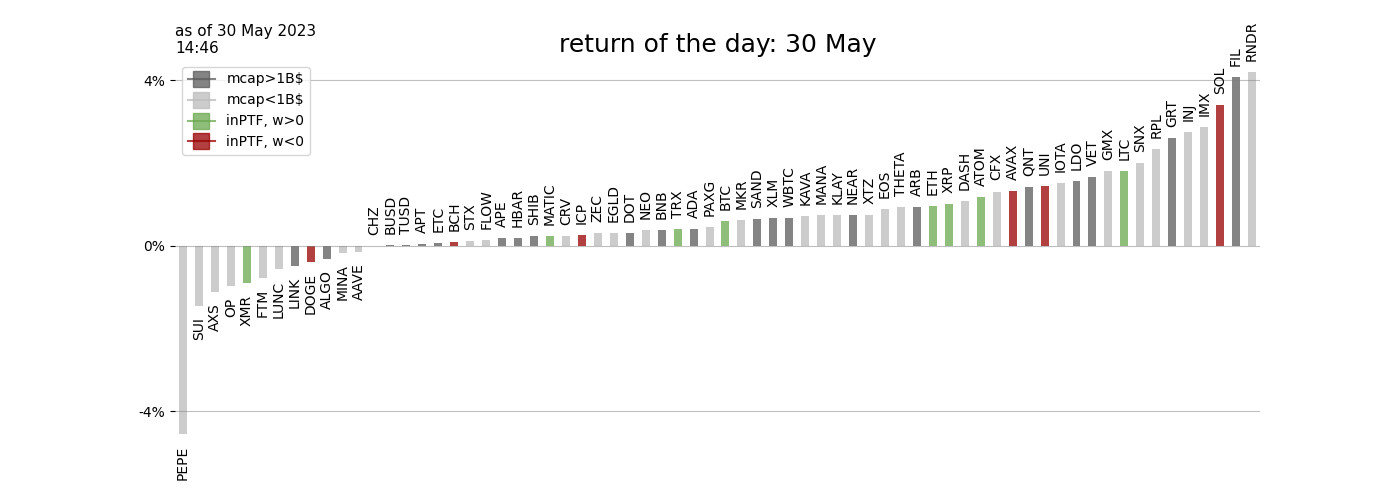 as of 30 May 2023
14:46
return of the day: 30 May
mcap>1B$
mcap<1B$
inPTF, w>0
inPTF, w<0
4%
0%
-4%
PEPE
SUI
AXS
OP
XMR
FTM
LUNC
LINK
DOGE
ALGO
MINA
AAVE
CHZ
BUSD
TUSD
APT
ETC
BCH
STX
FLOW
APE
HBAR
SHIB
MATIC
CRV
ICP
ZEC
EGLD
DOT
NEO
BNB
TRX
ADA
PAXG
BTC
MKR
SAND
XLM
WBTC
KAVA
MANA
KLAY
NEAR
XTZ
EOS
THETA
ARB
ETH
XRP
DASH
ATOM
CFX
AVAX
QNT
UNI
IOTA
LDO
VET
GMX
LTC
SNX
RPL
GRT
INJ
IMX
SOL
FIL
RNDR